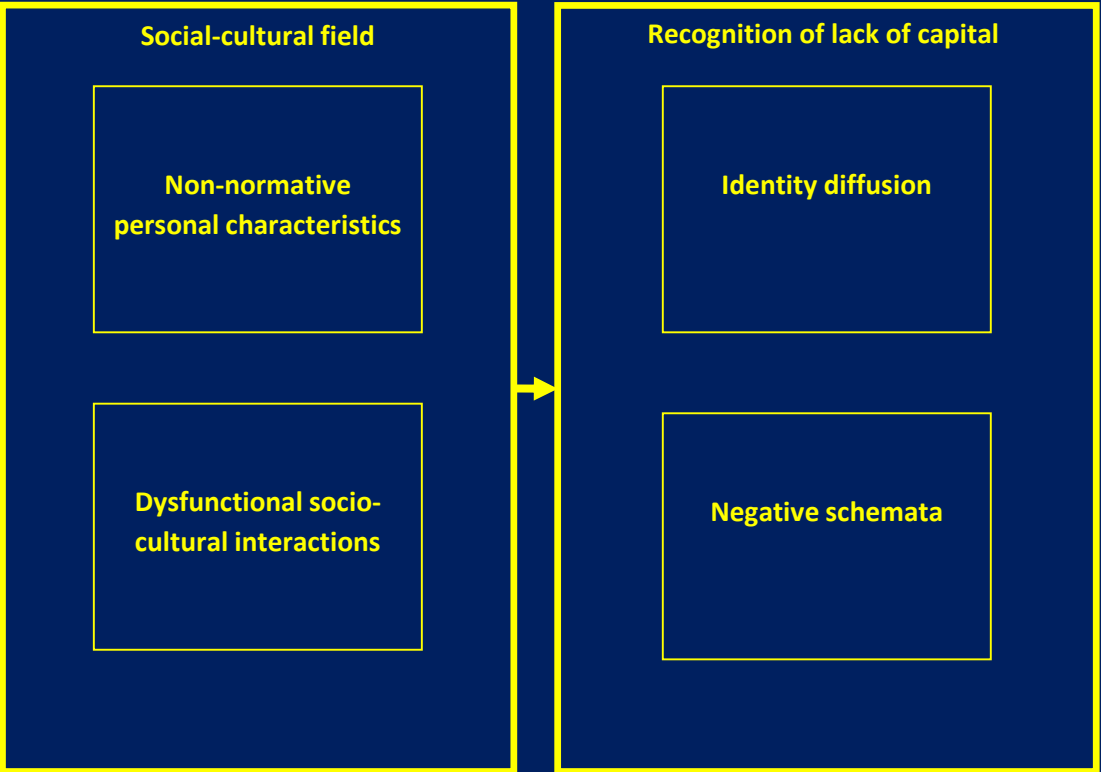 Social-cultural field
Non-normative
personal characteristics
Dysfunctional socio-
cultural interactions
Recognition of lack of capital
Identity diffusion
Negative schemata